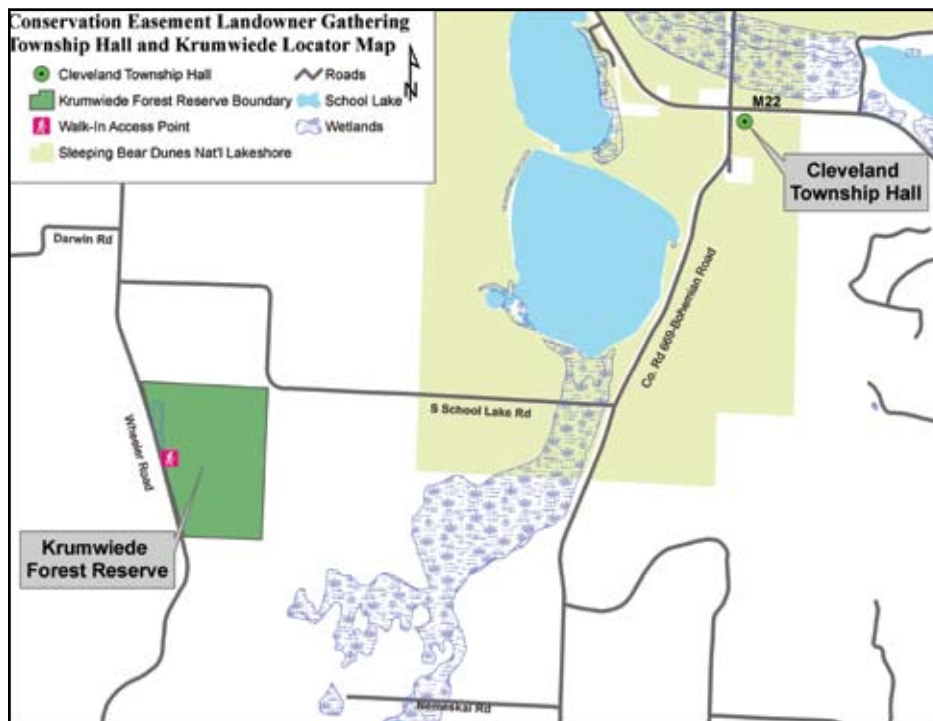 Conservation Easement Landowner Gathering
Township Hall and Krumwiede Locator Map
N
Cleveland Township Hall
Roads
Krumwiede Forest Reserve Boundary
School Lake
Walk-In Access Point
Wetlands
Sleeping Bear Dunes Nat'l Lakeshore
M22
Cleveland
Township Hall
Darwin Rd
Co. Rd 669-Bohemian Road
S School Lake Rd
Wheeler Road
Krumwiede
Forest Reserve
Nemeskal Rd